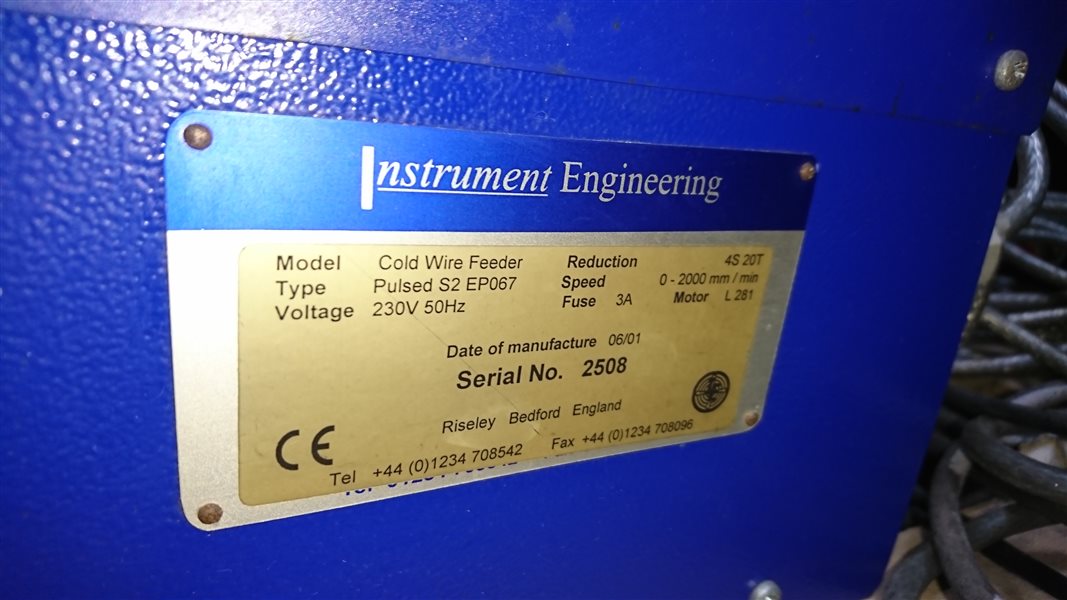 Instrument Engineering
Model Cold Wire Feeder Reduction 4S 20T
Type Pulsed S2 EP067 Speed 0 - 2000 mm / min
Voltage 230V 50Hz Fuse 3A Motor L 281
Date of manufacture 06/01
Serial No. 2508
Riseley Bedford England
CE
Tel +44 (0)1234 708542 Fax +44 (0)1234 708096